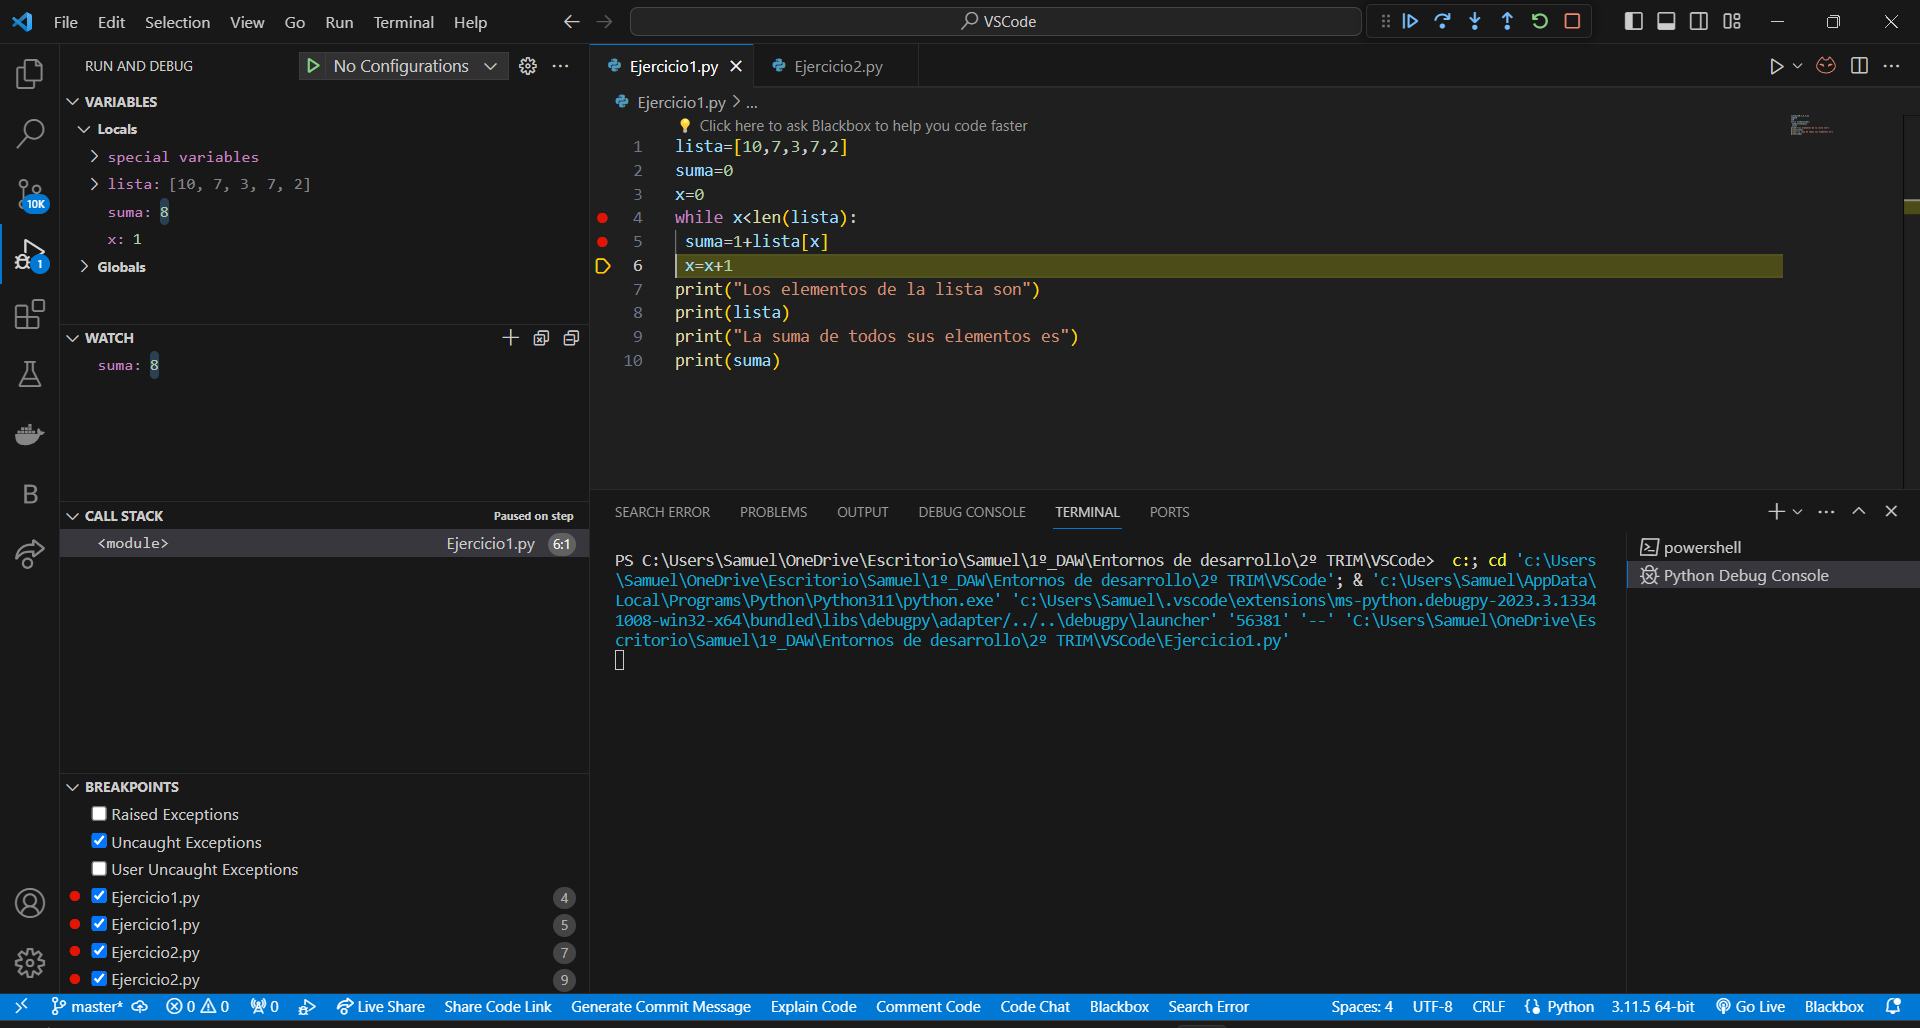 File Edit Selection View Go Run Terminal Help
VSCode
RUN AND DEBUG
No Configurations
VARIABLES
Locals
special variables
lista: [10, 7, 3, 7, 2]
suma: 8
x: 1
Globals
WATCH
suma: 8
CALL STACK
Paused on step
<module>
Ejercicio1.py 6:1
BREAKPOINTS
Raised Exceptions
Uncaught Exceptions
User Uncaught Exceptions
Ejercicio1.py 4
Ejercicio1.py 5
Ejercicio2.py 7
Ejercicio2.py 9
10K
1
B
Ejercicio1.py
Ejercicio2.py
Ejercicio1.py > ...
Click here to ask Blackbox to help you code faster
1 lista=[10,7,3,7,2]
2 suma=0
3 x=0
4 while x<len(lista):
5 suma=1+lista[x]
6 x=x+1
7 print("Los elementos de la lista son")
8 print(lista)
9 print("La suma de todos sus elementos es")
10 print(suma)
SEARCH ERROR PROBLEMS OUTPUT DEBUG CONSOLE TERMINAL PORTS
PS C:\Users\Samuel\OneDrive\Escritorio\Samuel\1º_DAW\Entornos de desarrollo\2º TRIM\VSCode> c:; cd 'c:\Users
\Samuel\OneDrive\Escritorio\Samuel\1º_DAW\Entornos de desarrollo\2º TRIM\VSCode'; & 'c:\Users\Samuel\AppData\
Local\Programs\Python\Python311\python.exe' 'c:\Users\Samuel\.vscode\extensions\ms-python.debugpy-2023.3.1334
1008-win32-x64\bundled\libs\debugpy\adapter/../..\debugpy\launcher' '56381' '--' 'C:\Users\Samuel\OneDrive\Es
critorio\Samuel\1º_DAW\Entornos de desarrollo\2º TRIM\VSCode\Ejercicio1.py'
powershell
Python Debug Console
master* 0 0 0 Live Share Share Code Link Generate Commit Message Explain Code Comment Code Code Chat Blackbox Search Error Spaces: 4 UTF-8 CRLF Python 3.11.5 64-bit Go Live Blackbox